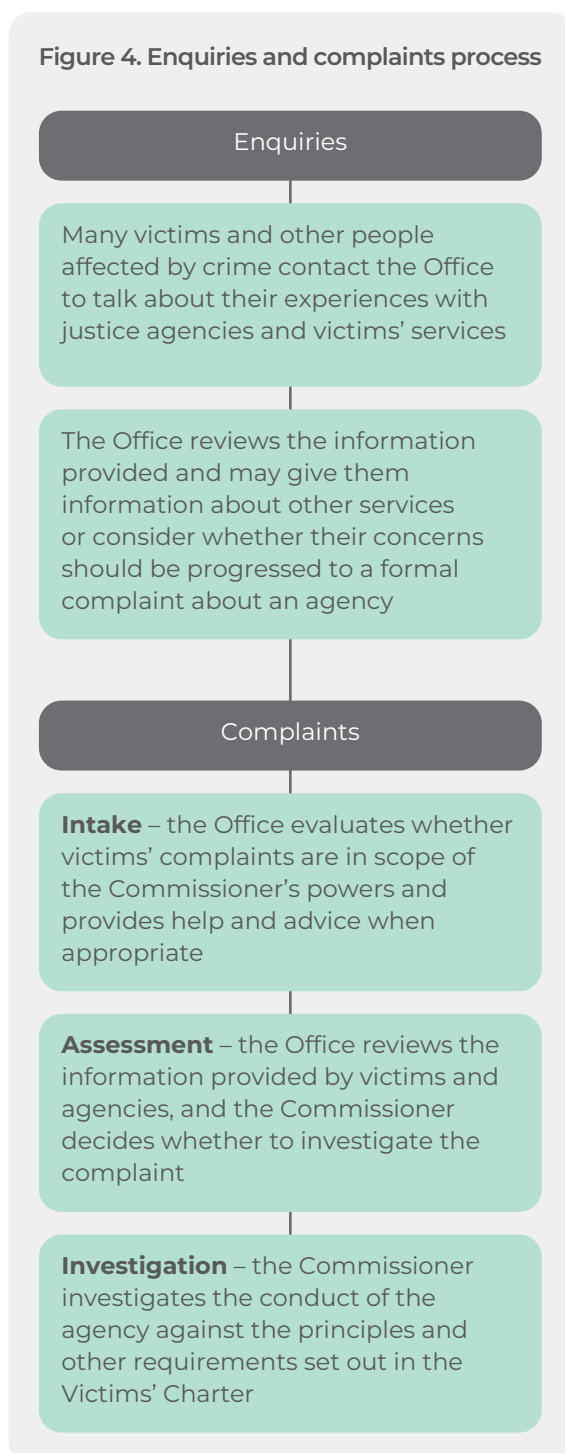 Figure 4. Enquiries and complaints process
Enquiries
Many victims and other people
affected by crime contact the Office
to talk about their experiences with
justice agencies and victims’ services
The Office reviews the information
provided and may give them
information about other services
or consider whether their concerns
should be progressed to a formal
complaint about an agency
Complaints
Intake – the Office evaluates whether
victims’ complaints are in scope of
the Commissioner’s powers and
provides help and advice when
appropriate
Assessment – the Office reviews the
information provided by victims and
agencies, and the Commissioner
decides whether to investigate the
complaint
Investigation – the Commissioner
investigates the conduct of the
agency against the principles and
other requirements set out in the
Victims’ Charter